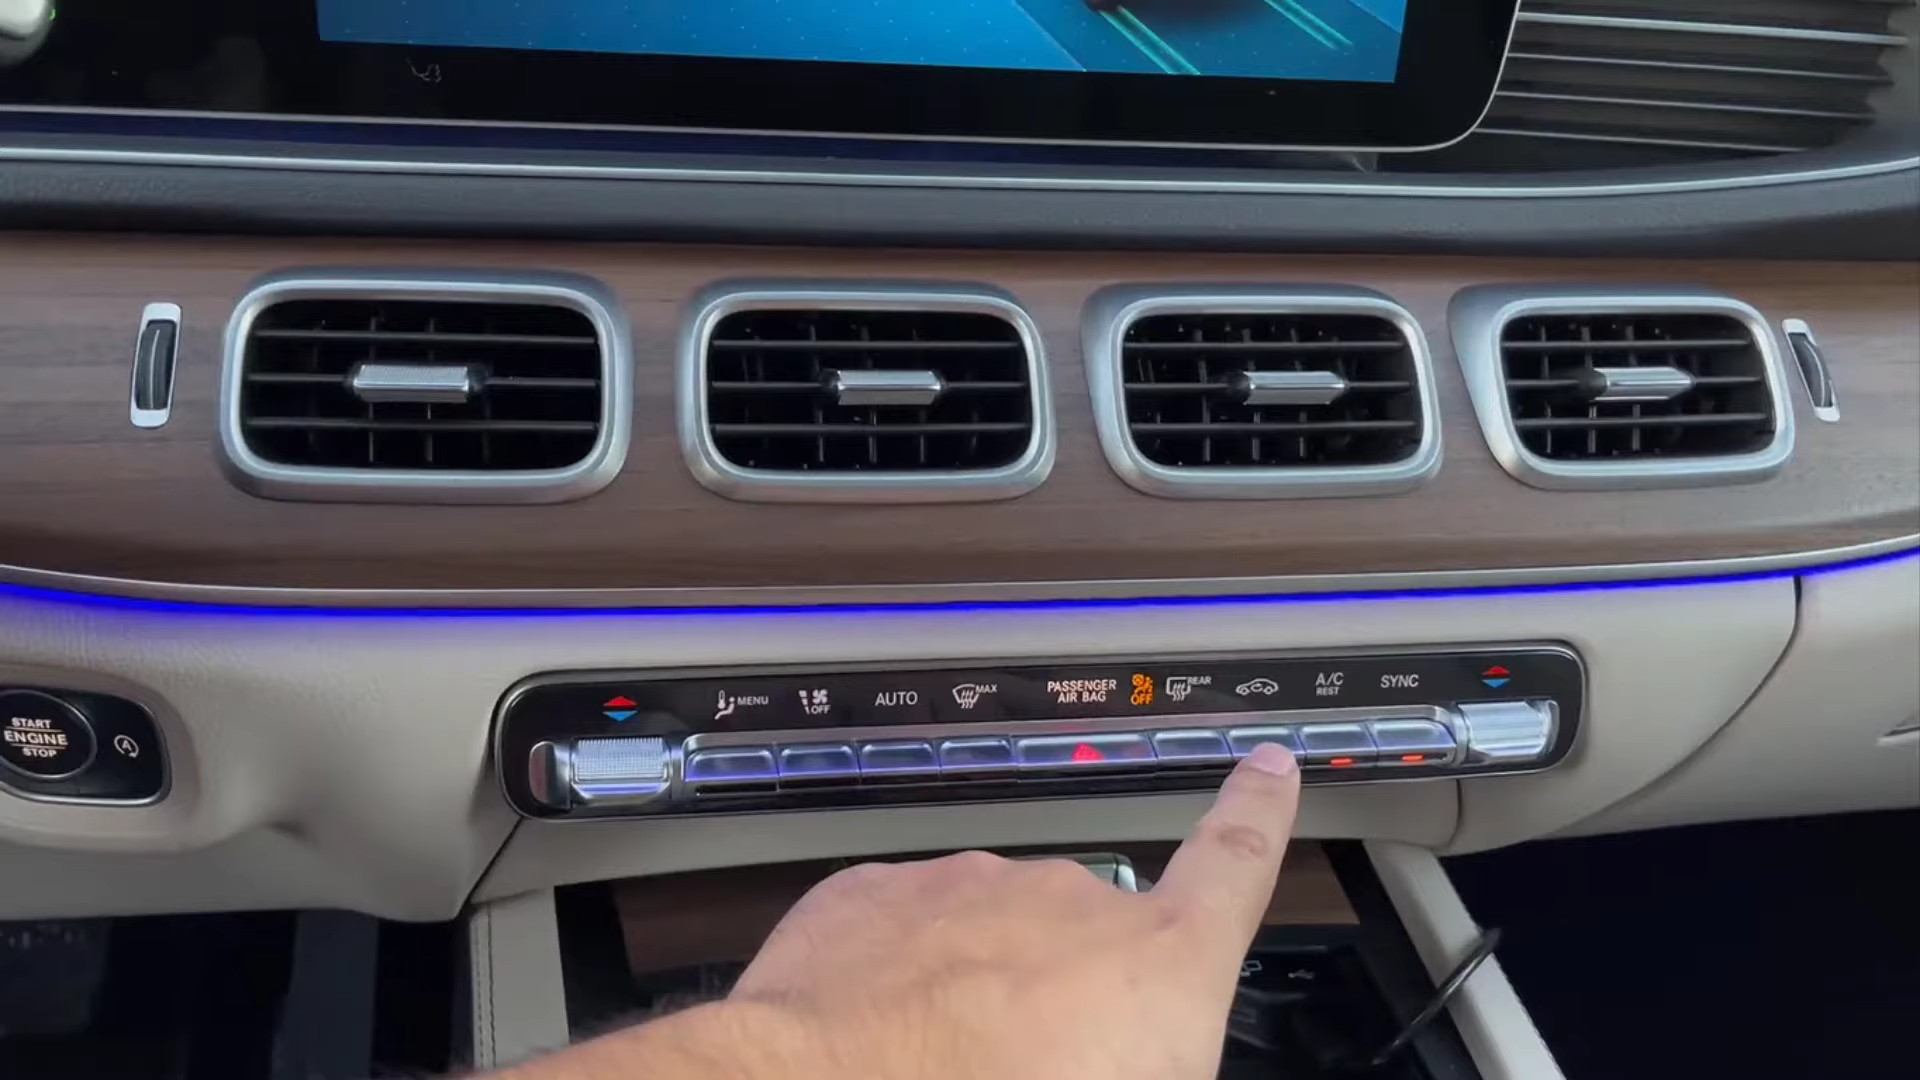 START
ENGINE
STOP
A
MENU
OFF
AUTO
MAX
PASSENGER
AIR BAG
OFF
REAR
A/C
REST
SYNC